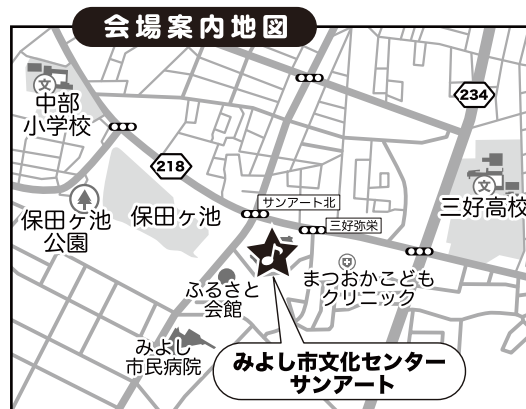 会場案内地図
文
中部
小学校
234
218
サンアート北
三好弥栄
文
三好高校
保田ヶ池
公園
保田ヶ池
ふるさと
会館
まつおかこども
クリニック
みよし
市民病院
みよし市文化センター
サンアート